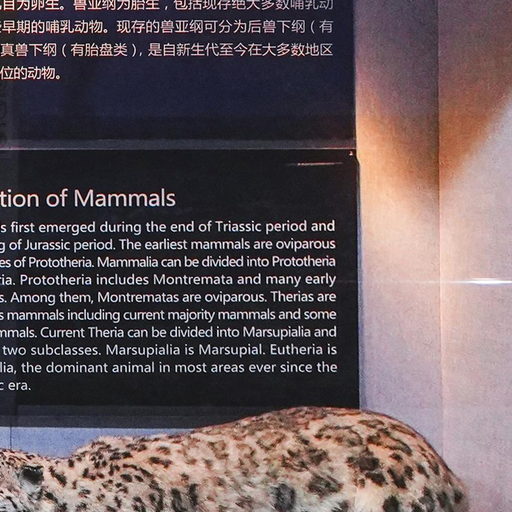 目为卵生。兽亚纲为胎生，包括现存绝大多数哺乳动
早期的哺乳动物。现存的兽亚纲可分为后兽下纲（有
真兽下纲（有胎盘类），是自新生代至今在大多数地区
位的动物。
tion of Mammals
s first emerged during the end of Triassic period and
g of Jurassic period. The earliest mammals are oviparous
es of Prototheria. Mammalia can be divided into Prototheria
ia. Prototheria includes Montremata and many early
s. Among them, Montrematas are oviparous. Therias are
s mammals including current majority mammals and some
mmals. Current Theria can be divided into Marsupialia and
two subclasses. Marsupialia is Marsupial. Eutheria is
lia, the dominant animal in most areas ever since the
c era.